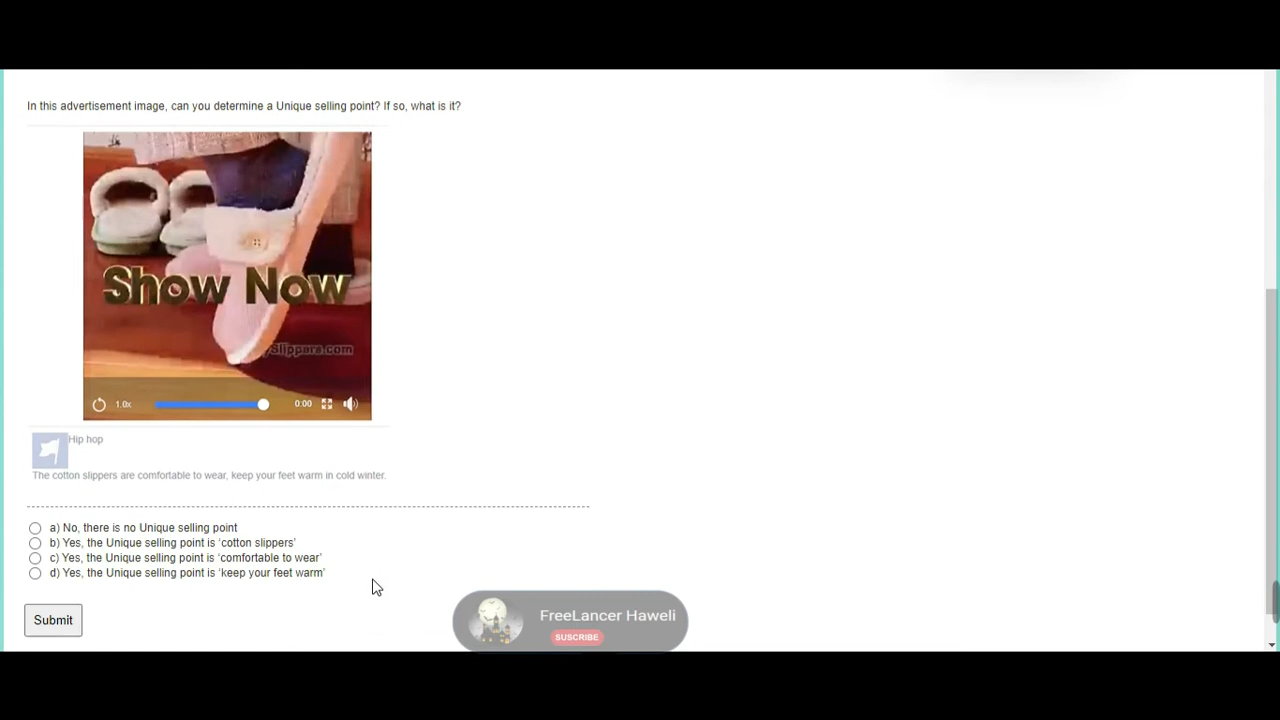 In this advertisement image, can you determine a Unique selling point? If so, what is it?
Show Now
ySlippara.com
1.0x
0:00
Hip hop
The cotton slippers are comfortable to wear, keep your feet warm in cold winter.
a) No, there is no Unique selling point
b) Yes, the Unique selling point is ‘cotton slippers’
c) Yes, the Unique selling point is ‘comfortable to wear’
d) Yes, the Unique selling point is ‘keep your feet warm’
Submit
FreeLancer Haweli
SUSCRIBE